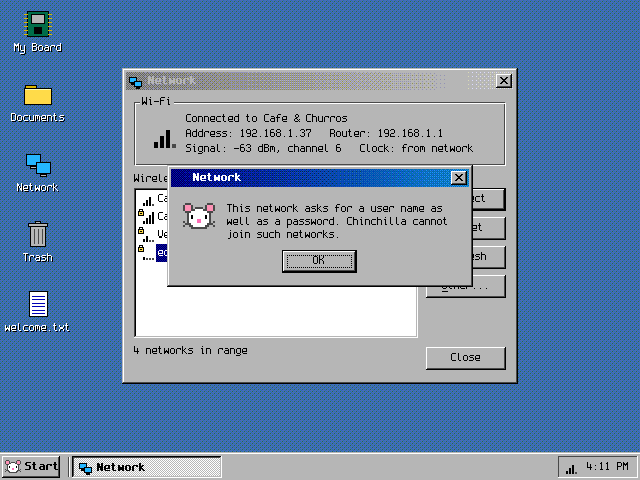 My Board
Documents
Network
Trash
welcome.txt
Network
Wi-Fi
Connected to Cafe & Churros
Address: 192.168.1.37 Router: 192.168.1.1
Signal: -63 dBm, channel 6 Clock: from network
Network
This network asks for a user name as
well as a password. Chinchilla cannot
join such networks.
OK
4 networks in range
Close
Start
Network
4:11 PM